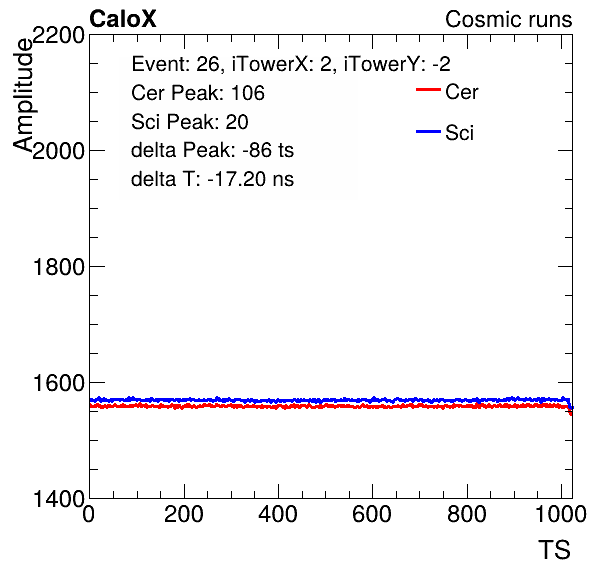 CaloX Cosmic runs
Amplitude
2200
2000
1800
1600
1400
Event: 26, iTowerX: 2, iTowerY: -2
Cer Peak: 106
Sci Peak: 20
delta Peak: -86 ts
delta T: -17.20 ns
Cer
Sci
0 200 400 600 800 1000
TS